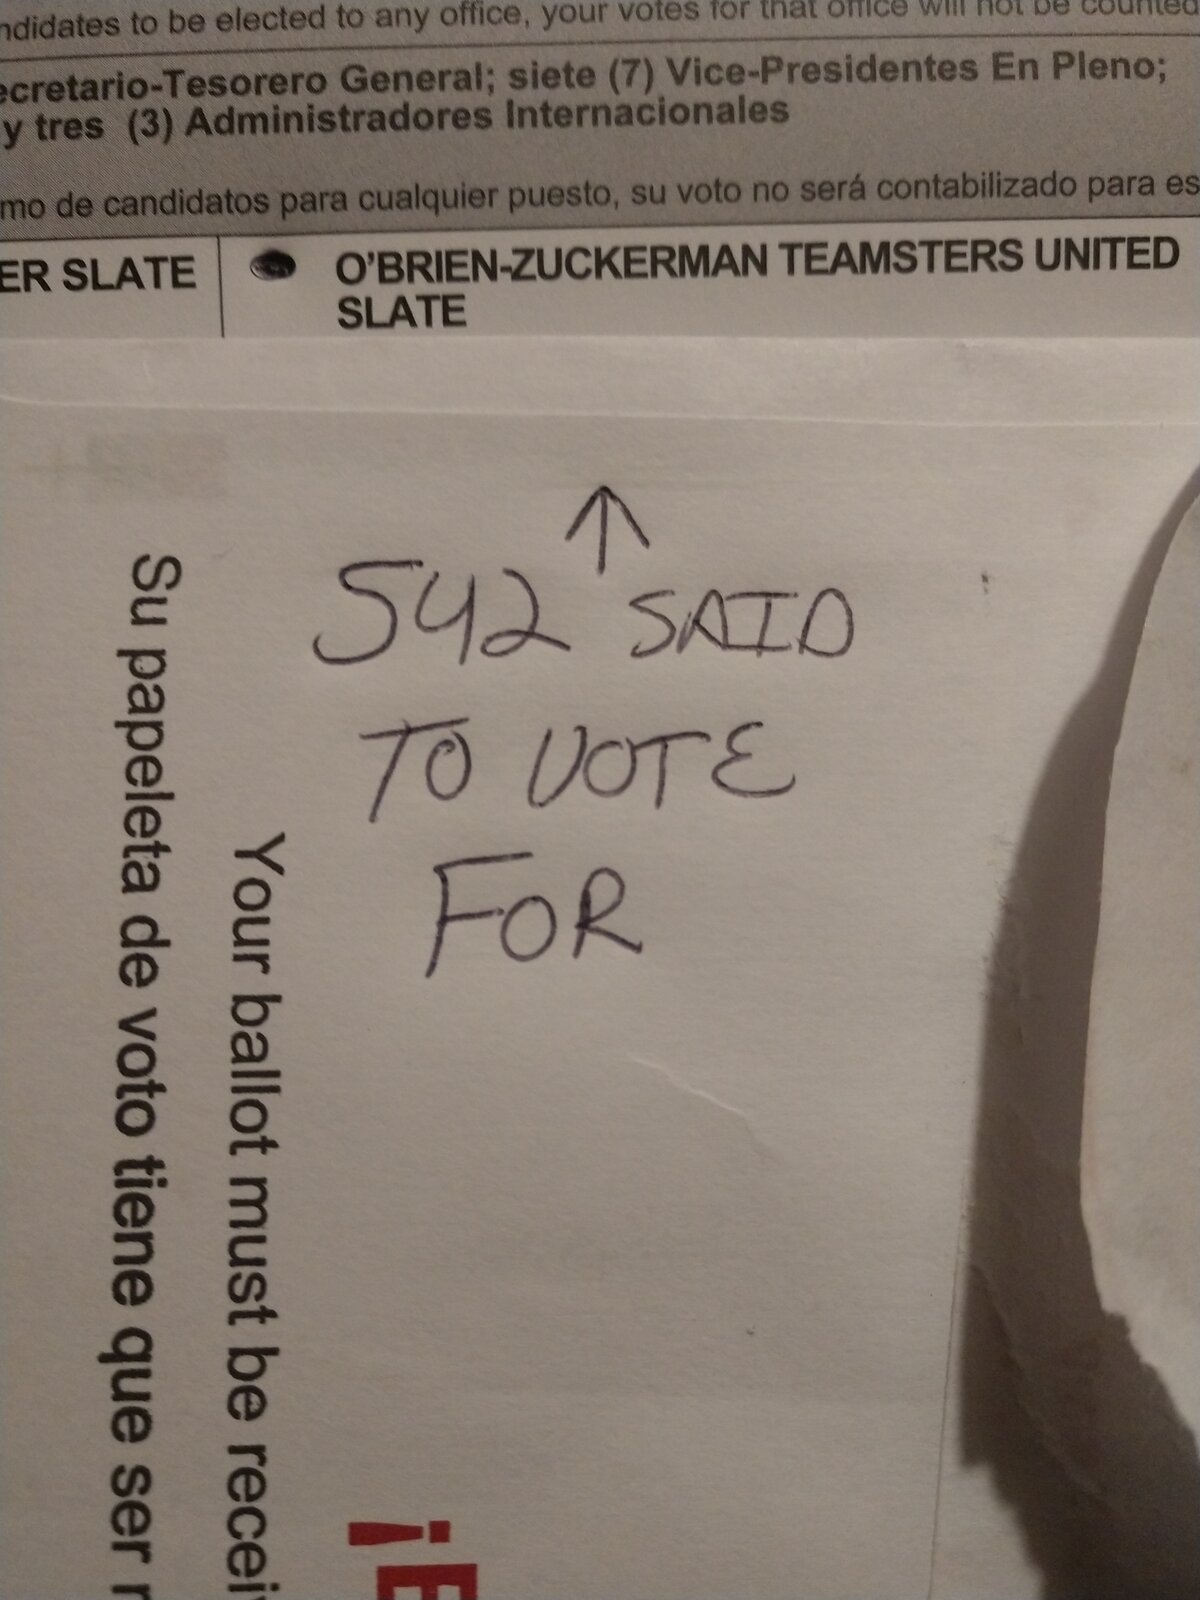 ndidates to be elected to any office, your votes for that office will not be counted
ecretario-Tesorero General; siete (7) Vice-Presidentes En Pleno;
y tres (3) Administradores Internacionales
mo de candidatos para cualquier puesto, su voto no será contabilizado para es
ER SLATE
O'BRIEN-ZUCKERMAN TEAMSTERS UNITED
SLATE
↑
542 SAID
TO VOTE
FOR
Your ballot must be recei
Su papeleta de voto tiene que ser r
¡E